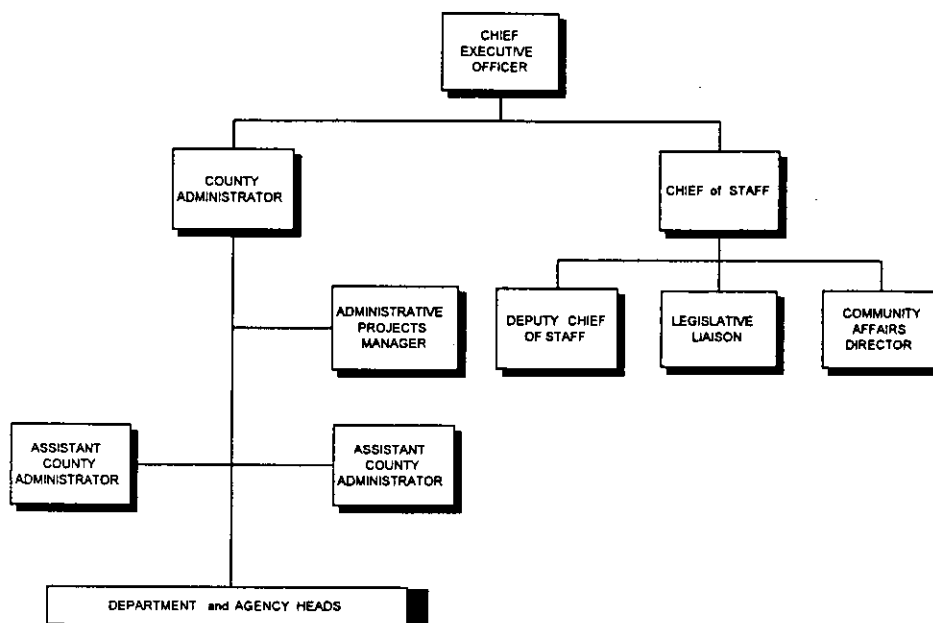 CHIEF
EXECUTIVE
OFFICER
COUNTY
ADMINISTRATOR
CHIEF of STAFF
ADMINISTRATIVE
PROJECTS
MANAGER
DEPUTY CHIEF
OF STAFF
LEGISLATIVE
LIAISON
COMMUNITY
AFFAIRS
DIRECTOR
ASSISTANT
COUNTY
ADMINISTRATOR
ASSISTANT
COUNTY
ADMINISTRATOR
DEPARTMENT and AGENCY HEADS